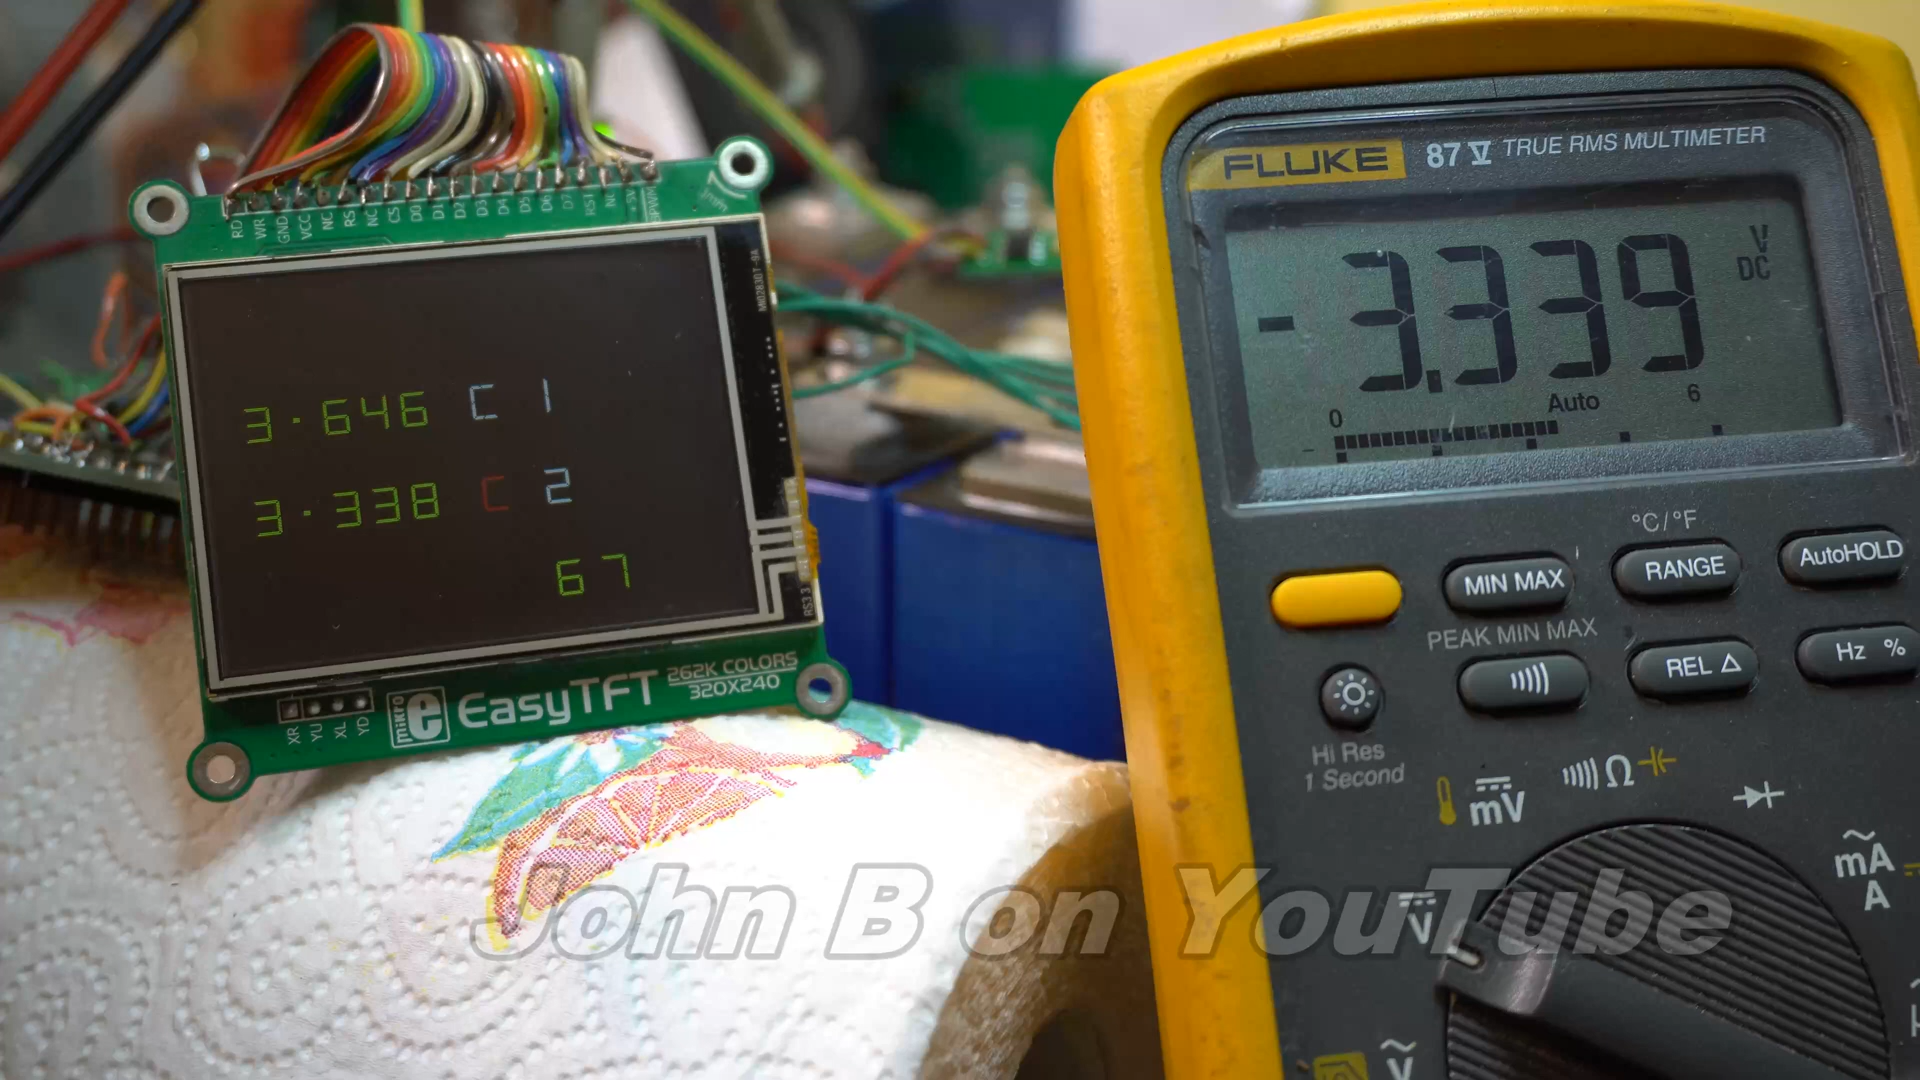 RD WR GND VCC NC RS NC CS D0 D1 D2 D3 D4 D5 D6 D7 RST
3.646 C 1
3.338 C 2
67
XR YU XL YD
mikro e EasyTFT 262K COLORS
320X240
FLUKE 87 V TRUE RMS MULTIMETER
-3.339 V
DC
0 Auto 6
°C/°F
MIN MAX RANGE AutoHOLD
PEAK MIN MAX
REL Δ Hz %
Hi Res
1 Second
mV Ω
mA
A
V
V
John B on YouTube